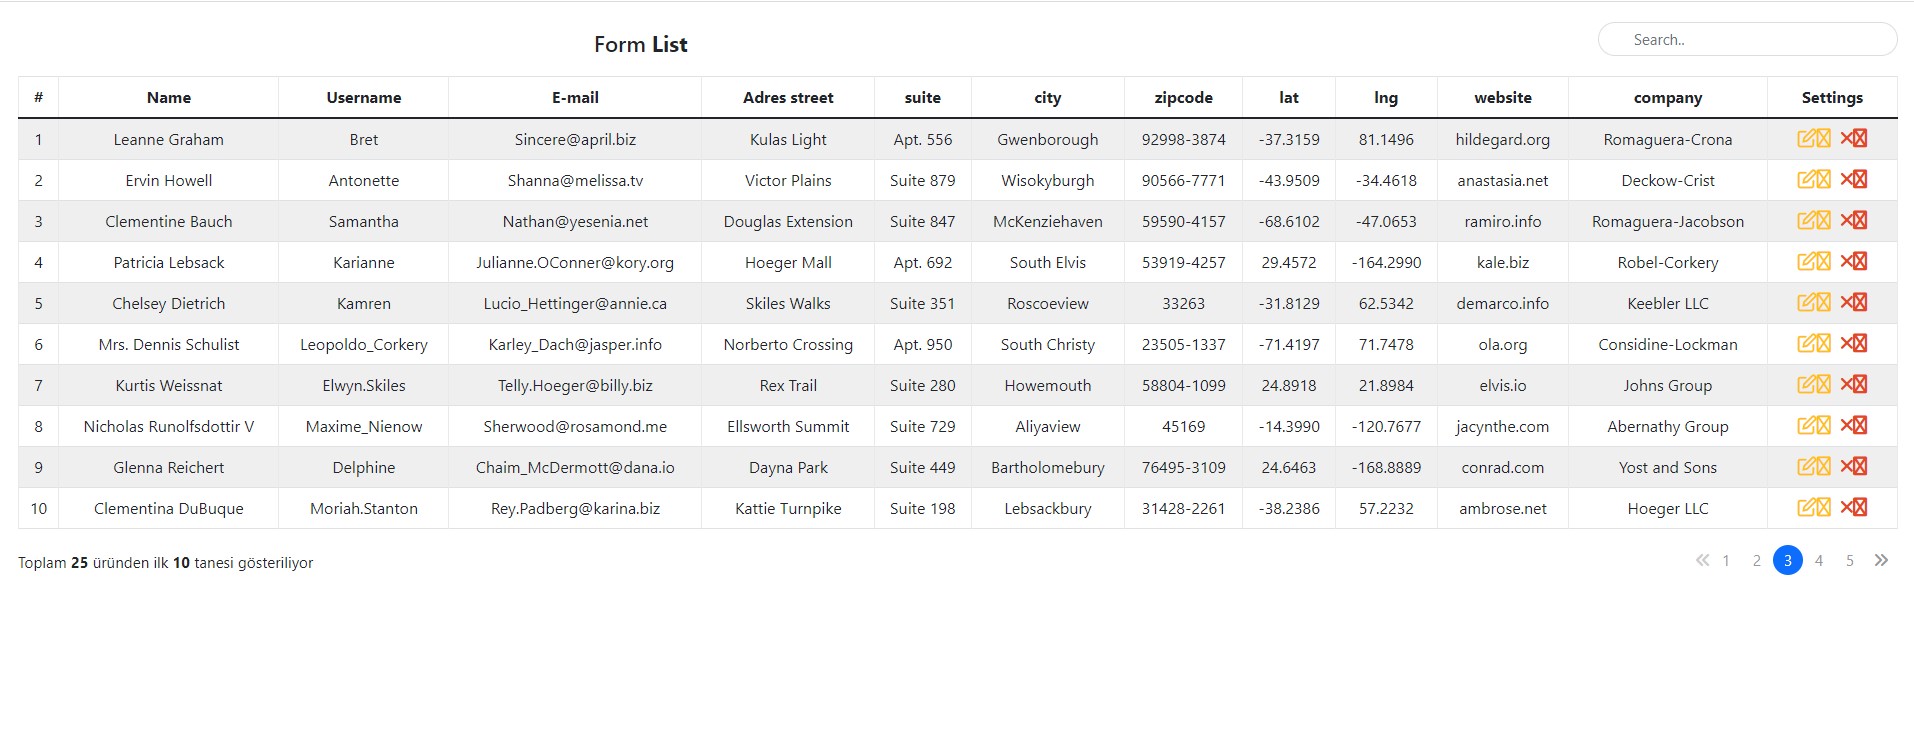 Form List
Search..
# Name Username E-mail Adres street suite city zipcode lat lng website company Settings
1 Leanne Graham Bret Sincere@april.biz Kulas Light Apt. 556 Gwenborough 92998-3874 -37.3159 81.1496 hildegard.org Romaguera-Crona
2 Ervin Howell Antonette Shanna@melissa.tv Victor Plains Suite 879 Wisokyburgh 90566-7771 -43.9509 -34.4618 anastasia.net Deckow-Crist
3 Clementine Bauch Samantha Nathan@yesenia.net Douglas Extension Suite 847 McKenziehaven 59590-4157 -68.6102 -47.0653 ramiro.info Romaguera-Jacobson
4 Patricia Lebsack Karianne Julianne.OConner@kory.org Hoeger Mall Apt. 692 South Elvis 53919-4257 29.4572 -164.2990 kale.biz Robel-Corkery
5 Chelsey Dietrich Kamren Lucio_Hettinger@annie.ca Skiles Walks Suite 351 Roscoeview 33263 -31.8129 62.5342 demarco.info Keebler LLC
6 Mrs. Dennis Schulist Leopoldo_Corkery Karley_Dach@jasper.info Norberto Crossing Apt. 950 South Christy 23505-1337 -71.4197 71.7478 ola.org Considine-Lockman
7 Kurtis Weissnat Elwyn.Skiles Telly.Hoeger@billy.biz Rex Trail Suite 280 Howemouth 58804-1099 24.8918 21.8984 elvis.io Johns Group
8 Nicholas Runolfsdottir V Maxime_Nienow Sherwood@rosamond.me Ellsworth Summit Suite 729 Aliyaview 45169 -14.3990 -120.7677 jacynthe.com Abernathy Group
9 Glenna Reichert Delphine Chaim_McDermott@dana.io Dayna Park Suite 449 Bartholomebury 76495-3109 24.6463 -168.8889 conrad.com Yost and Sons
10 Clementina DuBuque Moriah.Stanton Rey.Padberg@karina.biz Kattie Turnpike Suite 198 Lebsackbury 31428-2261 -38.2386 57.2232 ambrose.net Hoeger LLC
Toplam 25 üründen ilk 10 tanesi gösteriliyor
1 2 3 4 5